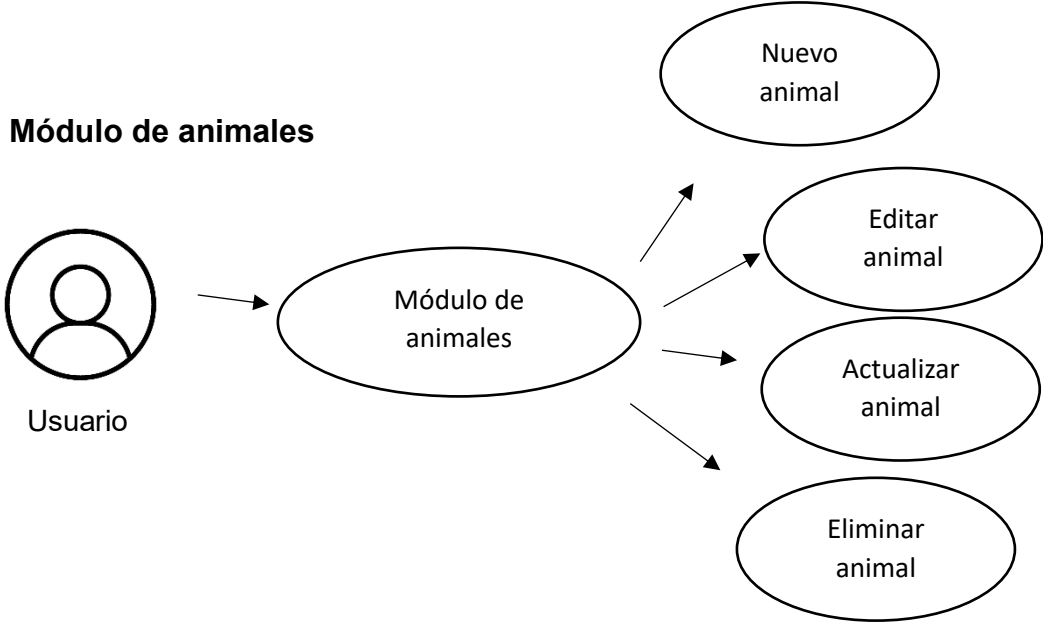 Módulo de animales
Usuario
Módulo de
animales
Nuevo
animal
Editar
animal
Actualizar
animal
Eliminar
animal